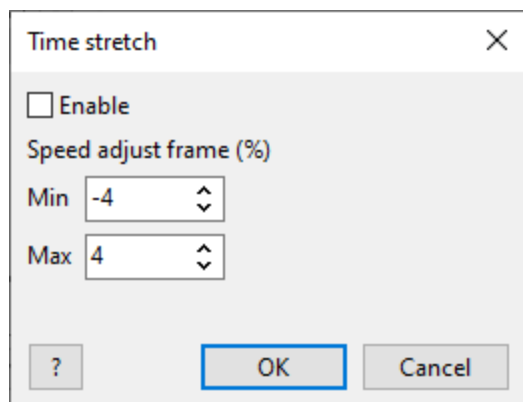 Time stretch
Enable
Speed adjust frame (%)
Min -4
Max 4
? OK Cancel